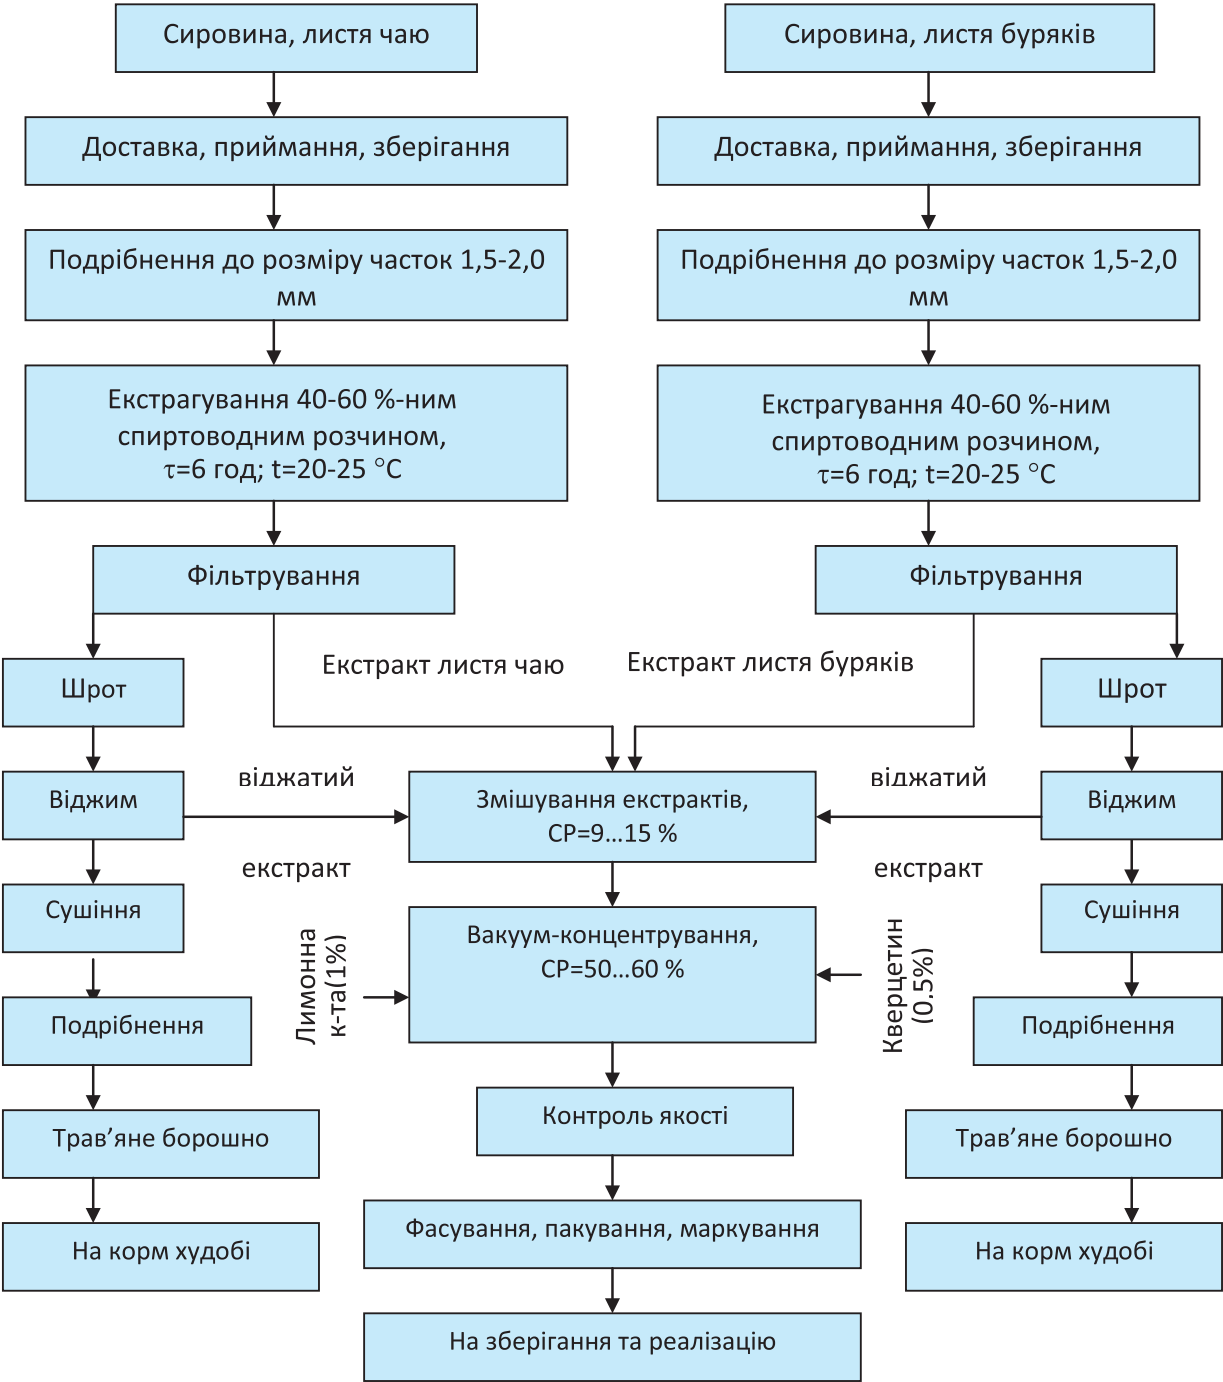 Сировина, листя чаю
Сировина, листя буряків
Доставка, приймання, зберігання
Доставка, приймання, зберігання
Подрібнення до розміру часток 1,5-2,0
мм
Подрібнення до розміру часток 1,5-2,0
мм
Екстрагування 40-60 %-ним
спиртоводним розчином,
τ=6 год; t=20-25 °С
Екстрагування 40-60 %-ним
спиртоводним розчином,
τ=6 год; t=20-25 °С
Фільтрування
Фільтрування
Екстракт листя чаю
Екстракт листя буряків
Шрот
Шрот
віджатий
віджатий
Віджим
Змішування екстрактів,
СР=9...15 %
Віджим
екстракт
екстракт
Сушіння
Сушіння
Вакуум-концентрування,
СР=50...60 %
Лимонна
к-та(1%)
Кверцетин
(0.5%)
Подрібнення
Подрібнення
Контроль якості
Трав’яне борошно
Трав’яне борошно
Фасування, пакування, маркування
На корм худобі
На корм худобі
На зберігання та реалізацію